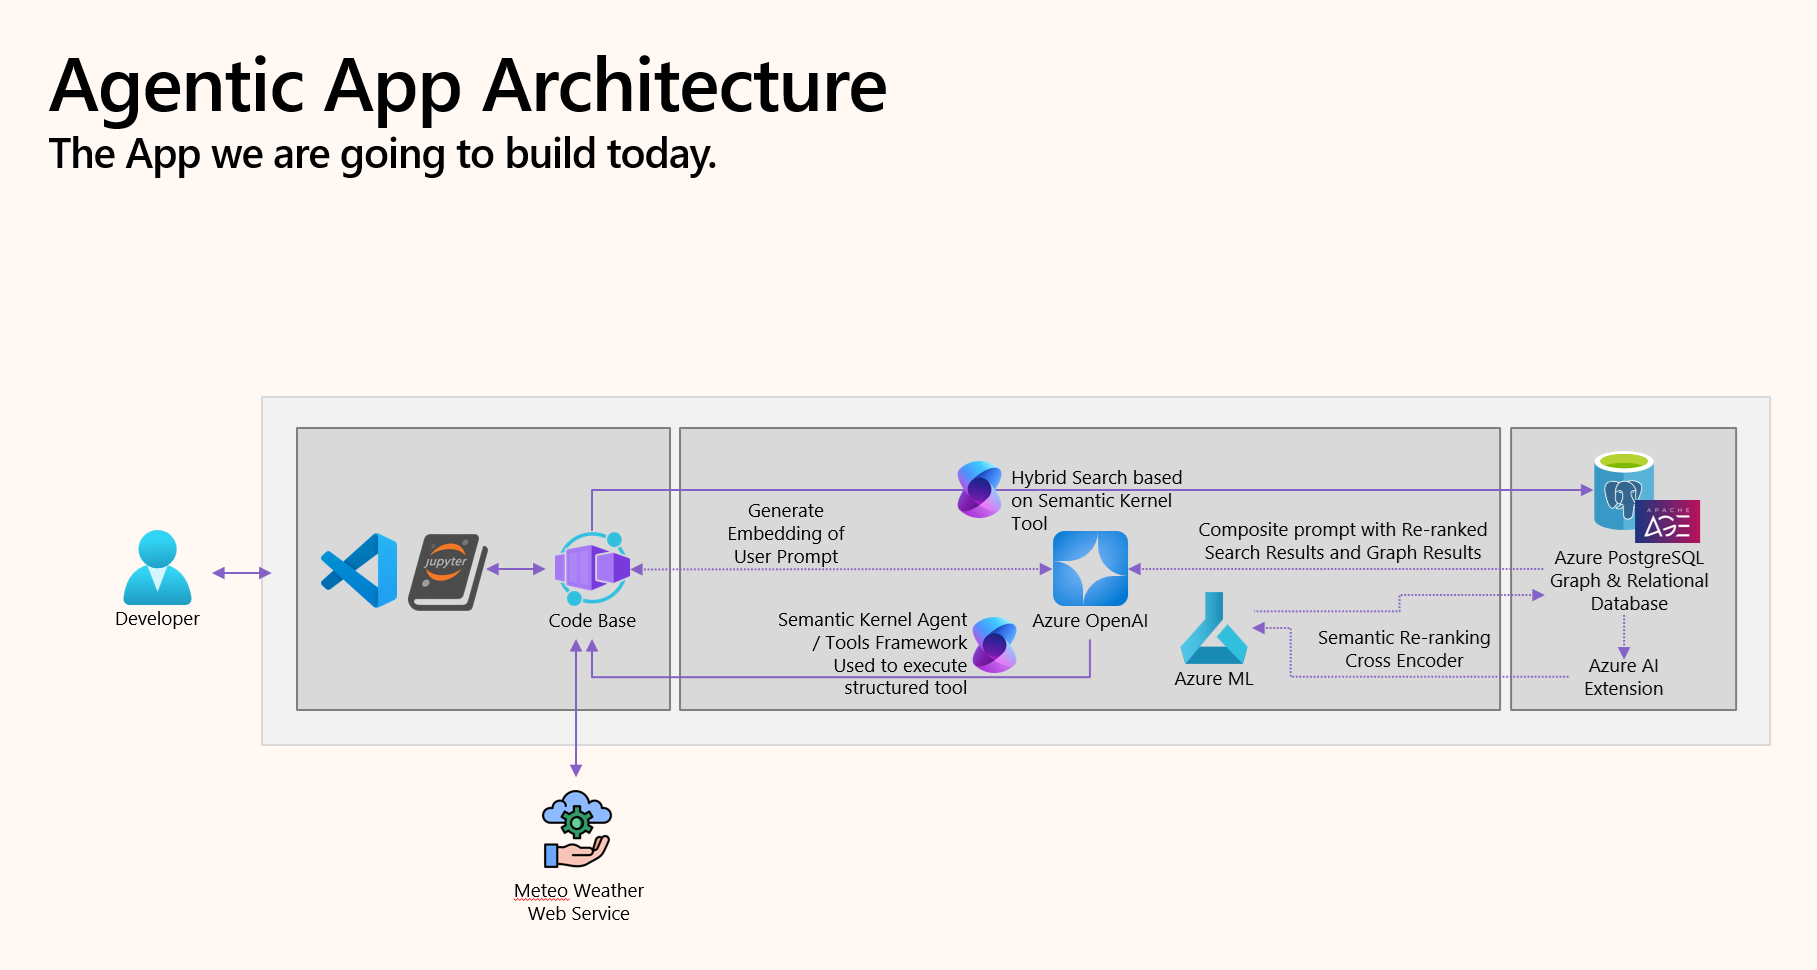 Agentic App Architecture
The App we are going to build today.
Developer
jupyter
Code Base
Generate
Embedding of
User Prompt
Hybrid Search based
on Semantic Kernel
Tool
Semantic Kernel Agent
/ Tools Framework
Used to execute
structured tool
Azure OpenAI
Composite prompt with Re-ranked
Search Results and Graph Results
Azure ML
Semantic Re-ranking
Cross Encoder
APACHE
AGE
Azure PostgreSQL
Graph & Relational
Database
Azure AI
Extension
Meteo Weather
Web Service